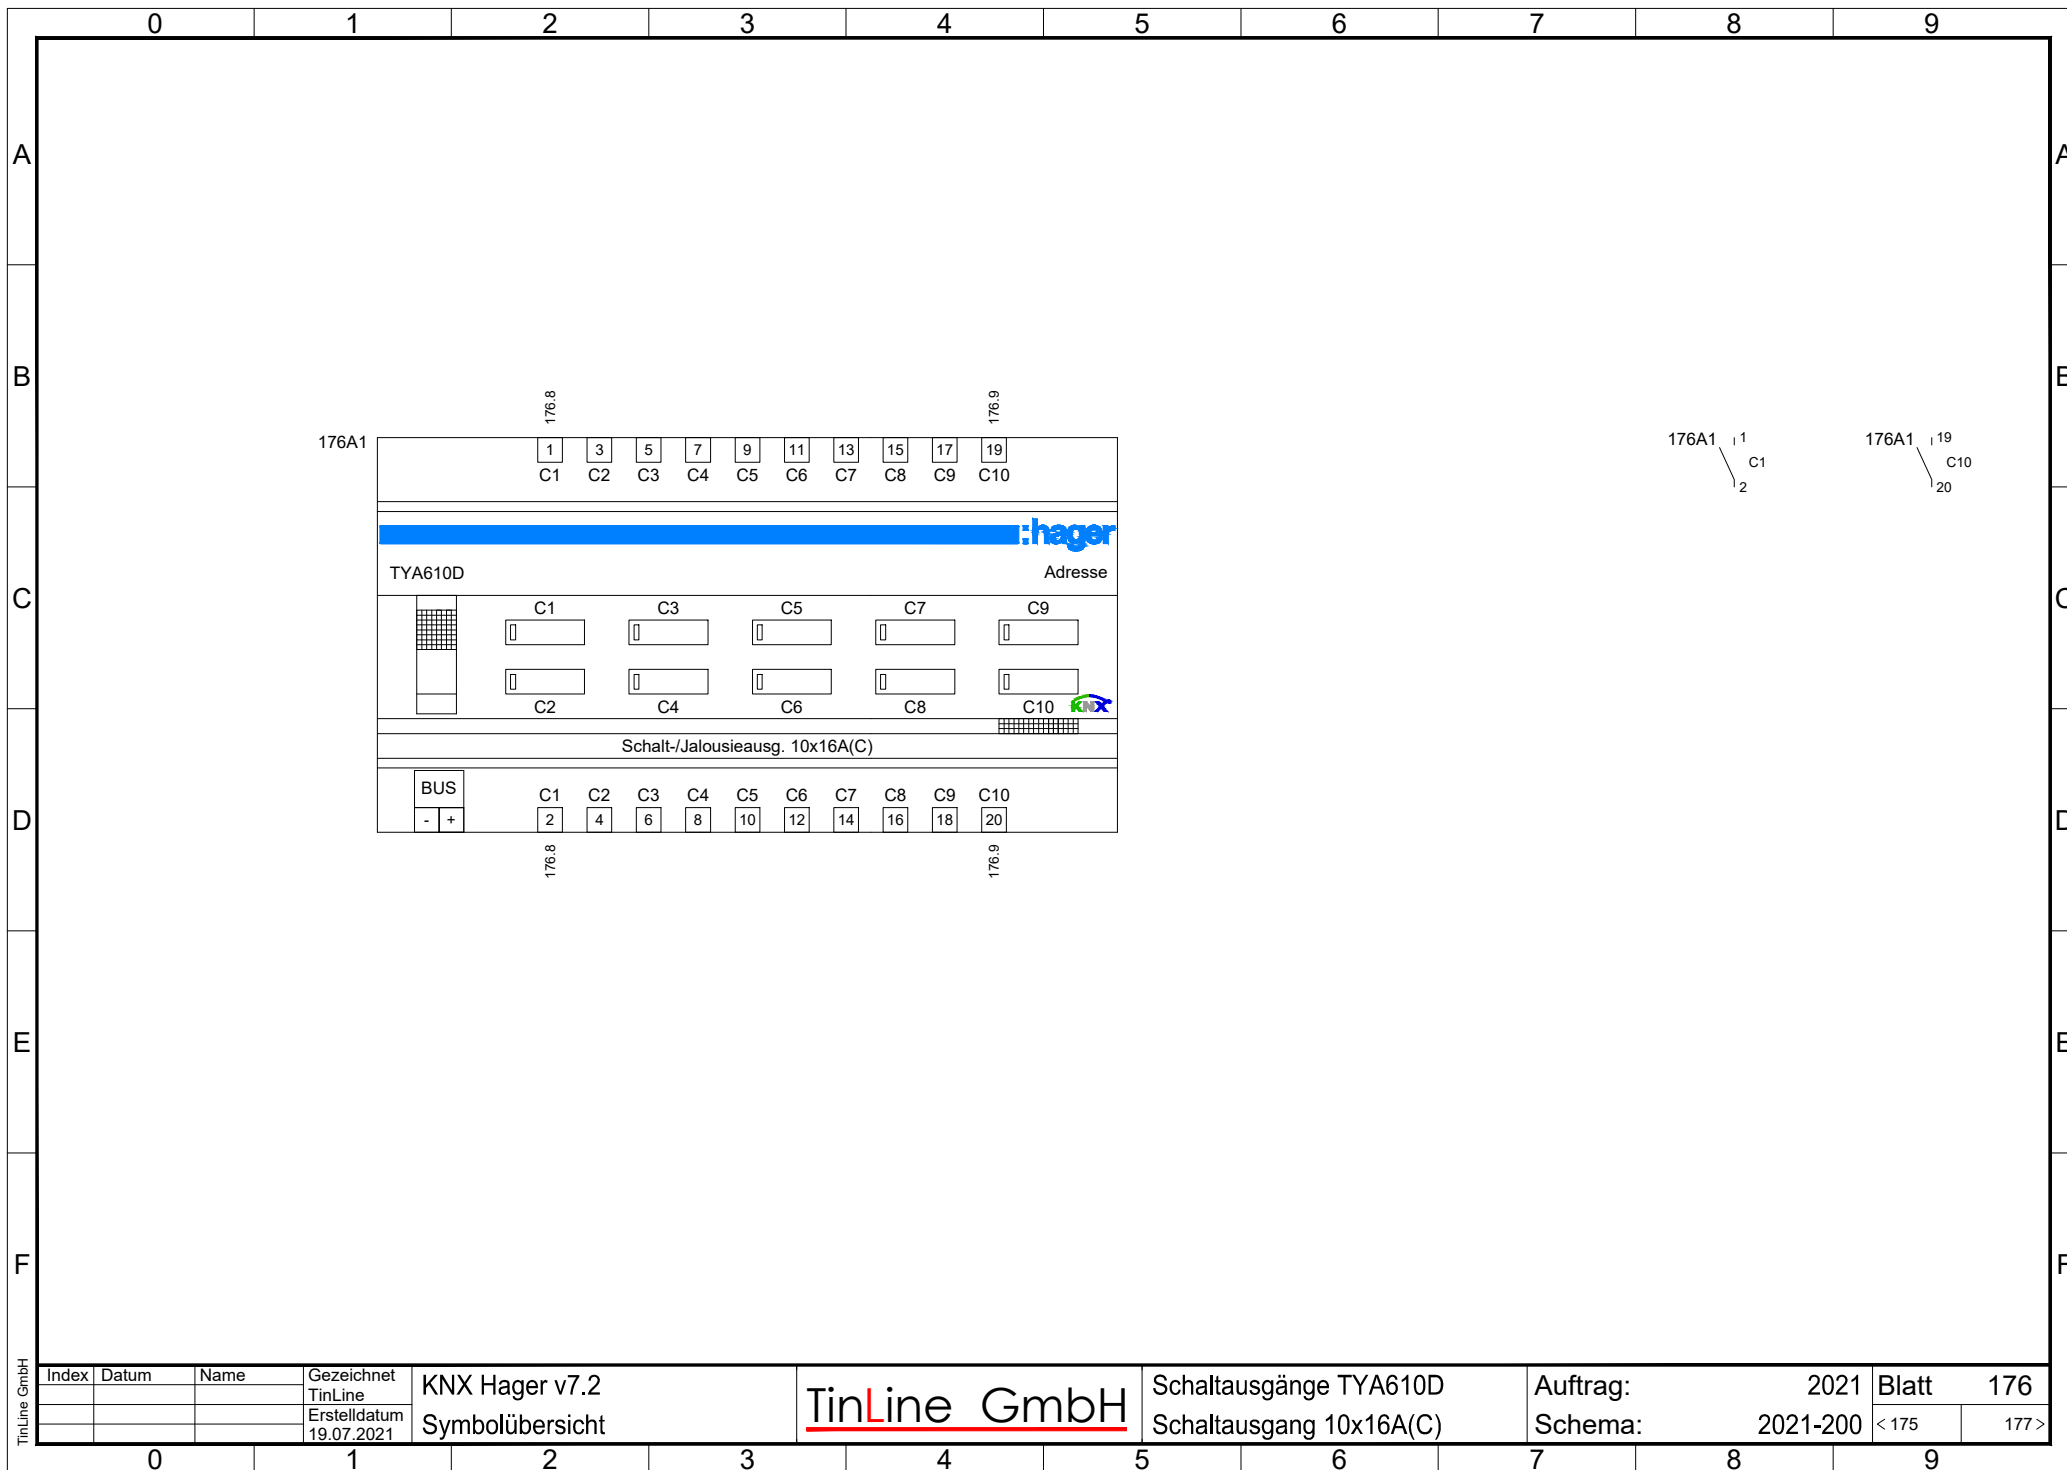 0 1 2 3 4 5 6 7 8 9
A A
B B
176.8 176.9
176A1
1 3 5 7 9 11 13 15 17 19
C1 C2 C3 C4 C5 C6 C7 C8 C9 C10
176A1 1 C1 2
176A1 19 C10 20
:hager
TYA610D Adresse
C C
C1 C3 C5 C7 C9
C2 C4 C6 C8 C10
KNX
Schalt-/Jalousieausg. 10x16A(C)
BUS
- +
C1 C2 C3 C4 C5 C6 C7 C8 C9 C10
2 4 6 8 10 12 14 16 18 20
D D
176.8 176.9
E E
F F
TinLine GmbH
Index Datum Name
Gezeichnet
TinLine
Erstelldatum
19.07.2021
KNX Hager v7.2
Symbolübersicht
TinLine GmbH
Schaltausgänge TYA610D
Schaltausgang 10x16A(C)
Auftrag: 2021
Schema: 2021-200
Blatt 176
< 175 177 >
0 1 2 3 4 5 6 7 8 9